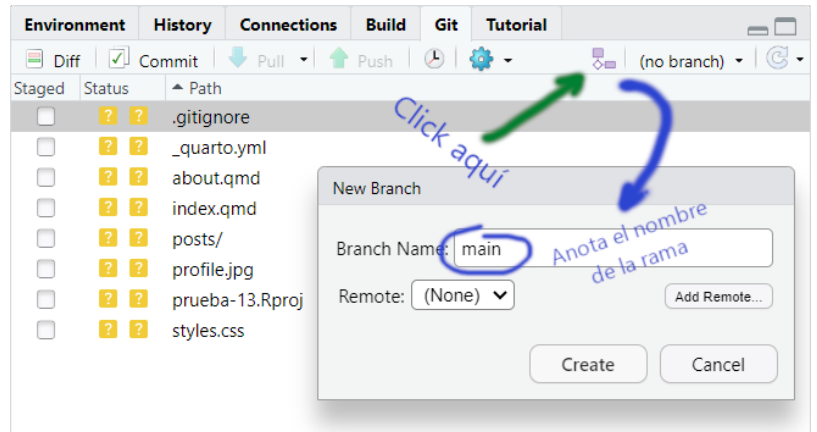 Environment History Connections Build Git Tutorial
Diff Commit Pull Push (no branch)
Staged Status Path
? ? .gitignore
? ? _quarto.yml
? ? about.qmd
? ? index.qmd
? ? posts/
? ? profile.jpg
? ? prueba-13.Rproj
? ? styles.css
Click aquí
New Branch
Branch Name: main
Anota el nombre
de la rama
Remote: (None) Add Remote...
Create Cancel